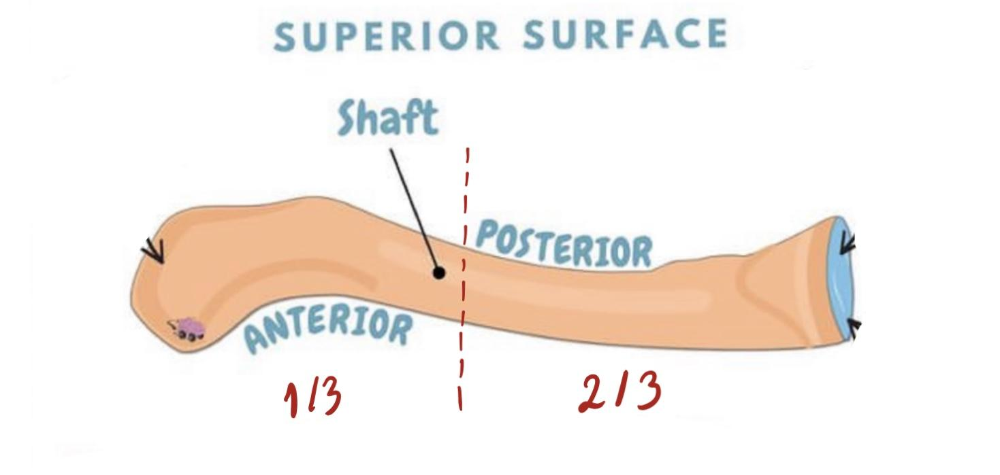 SUPERIOR SURFACE
Shaft
POSTERIOR
ANTERIOR
1/3
2/3